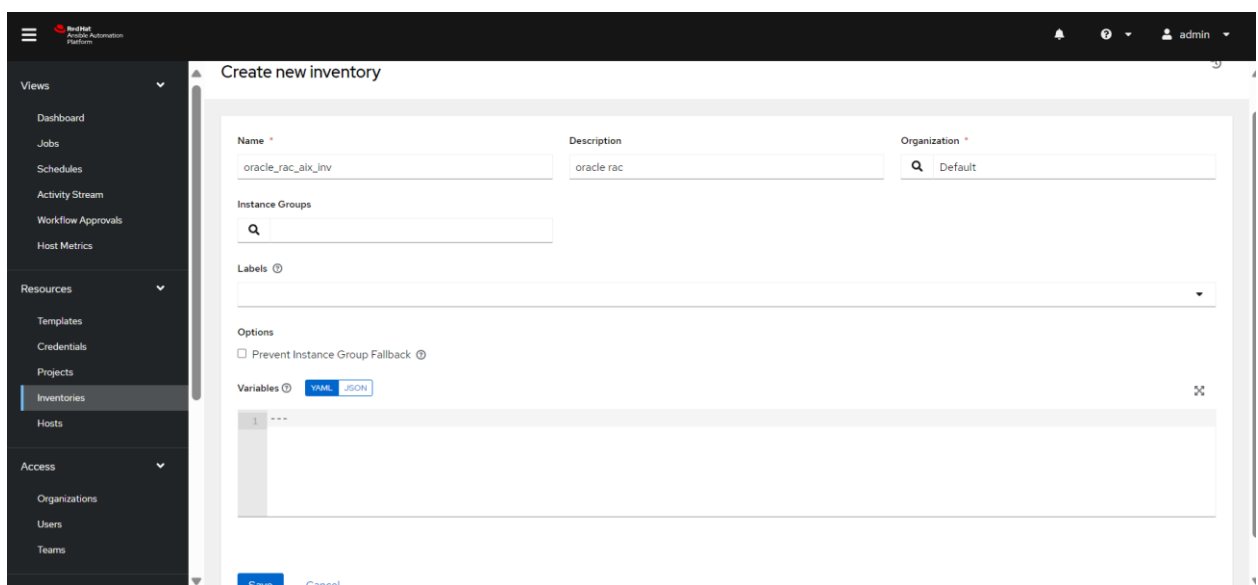 Red Hat
Ansible Automation
Platform
admin
Views
Dashboard
Jobs
Schedules
Activity Stream
Workflow Approvals
Host Metrics
Resources
Templates
Credentials
Projects
Inventories
Hosts
Access
Organizations
Users
Teams
Create new inventory
Name *
Description
Organization *
oracle_rac_aix_inv
oracle rac
Default
Instance Groups
Labels
Options
Prevent Instance Group Fallback
Variables YAML JSON
1 ---
Save Cancel